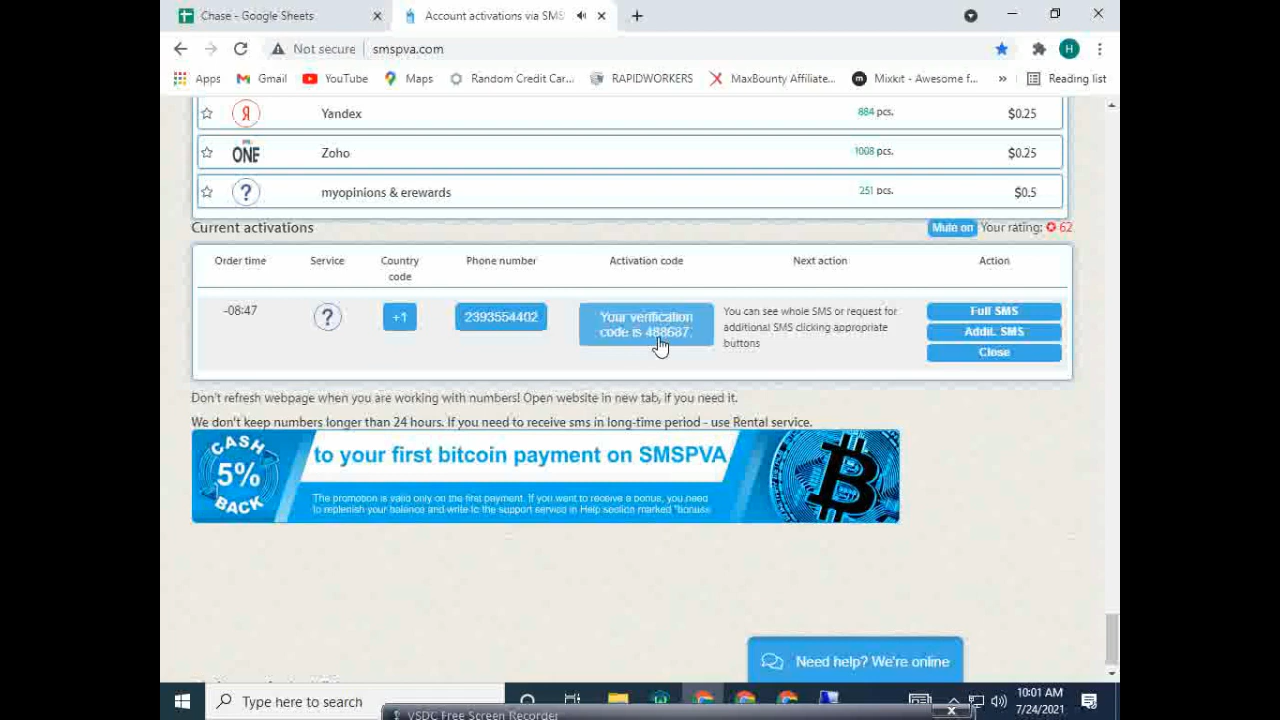 Chase - Google Sheets
Account activations via SMS
Not secure
smspva.com
H
Apps
Gmail
YouTube
Maps
Random Credit Car...
RAPIDWORKERS
MaxBounty Affiliate...
Mixkit - Awesome f...
»
Reading list
Я
Yandex
884 pcs.
$0.25
ONE
Zoho
1008 pcs.
$0.25
?
myopinions & erewards
251 pcs.
$0.5
Current activations
Mute on
Your rating: 62
Order time
Service
Country
code
Phone number
Activation code
Next action
Action
-08:47
?
+1
2393554402
Your verification
code is 488687.
You can see whole SMS or request for
additional SMS clicking appropriate
buttons
Full SMS
Addit. SMS
Close
Don't refresh webpage when you are working with numbers! Open website in new tab, if you need it.
We don't keep numbers longer than 24 hours. If you need to receive sms in long-time period - use Rental service.
CASH
5%
BACK
to your first bitcoin payment on SMSPVA
The promotion is valid only on the first payment. If you want to receive a bonus, you need
to replenish your balance and write to the support service in Help section marked "bonus
Need help? We're online
Type here to search
10:01 AM
7/24/2021
VSDC Free Screen Recorder